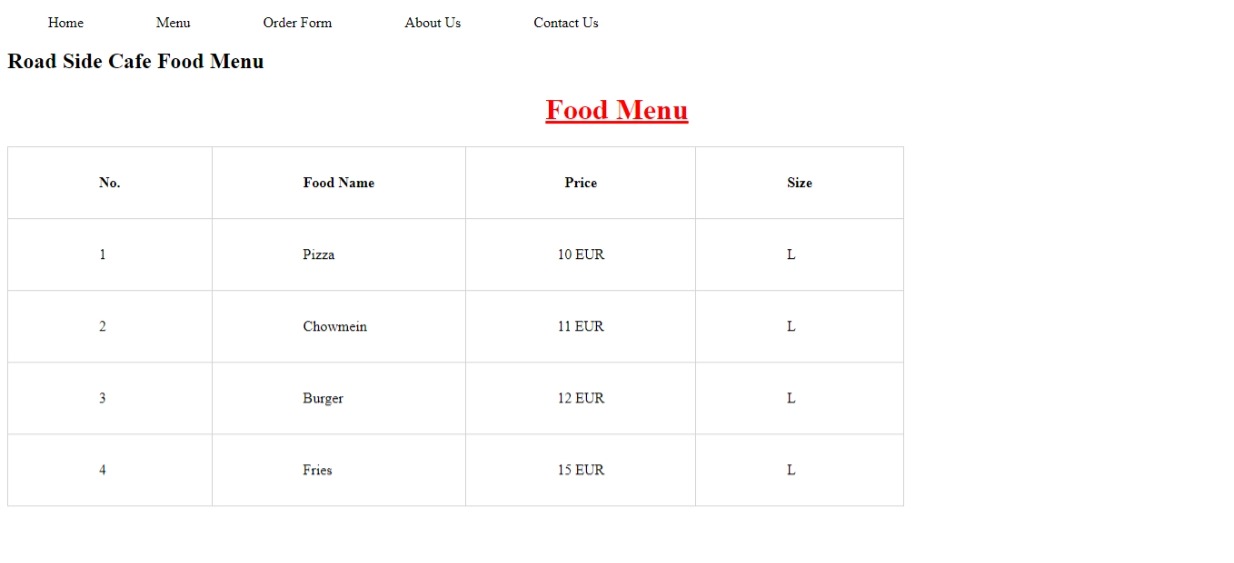 Home Menu Order Form About Us Contact Us
Road Side Cafe Food Menu
Food Menu
No. Food Name Price Size
1 Pizza 10 EUR L
2 Chowmein 11 EUR L
3 Burger 12 EUR L
4 Fries 15 EUR L